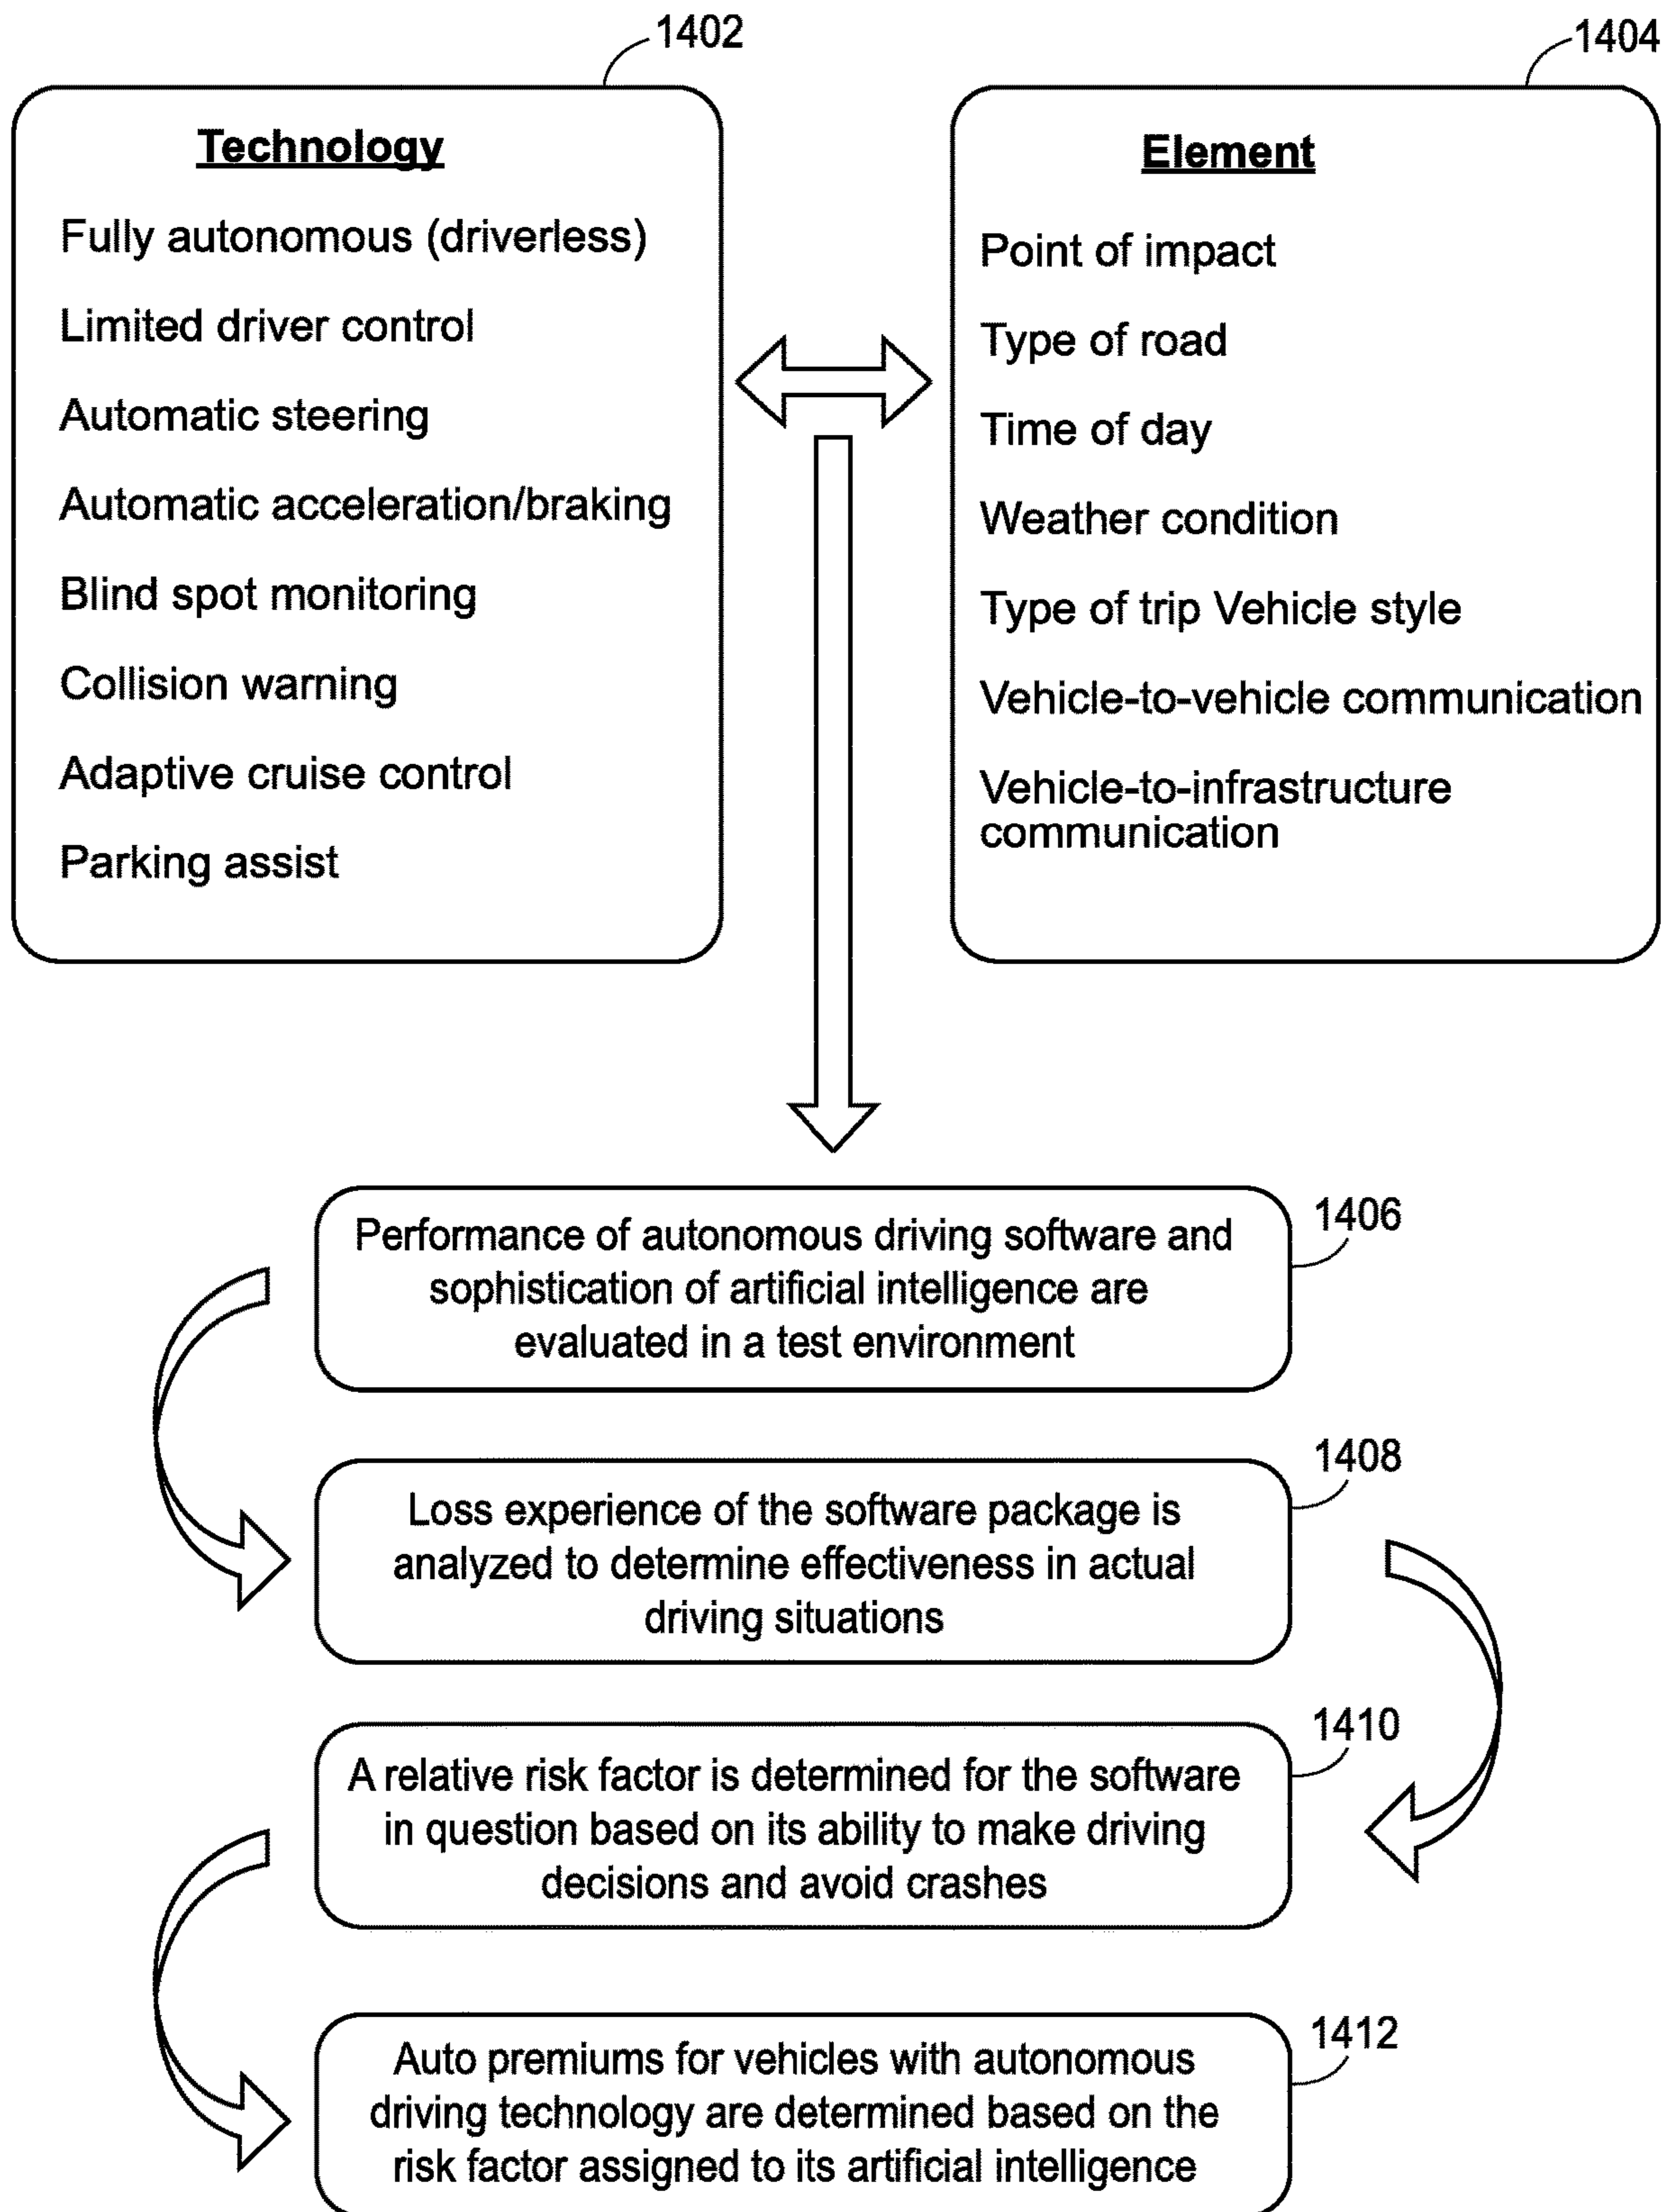 1402
Technology
Fully autonomous (driverless)
Limited driver control
Automatic steering
Automatic acceleration/braking
Blind spot monitoring
Collision warning
Adaptive cruise control
Parking assist
1404
Element
Point of impact
Type of road
Time of day
Weather condition
Type of trip Vehicle style
Vehicle-to-vehicle communication
Vehicle-to-infrastructure
communication
1406
Performance of autonomous driving software and
sophistication of artificial intelligence are
evaluated in a test environment
1408
Loss experience of the software package is
analyzed to determine effectiveness in actual
driving situations
1410
A relative risk factor is determined for the software
in question based on its ability to make driving
decisions and avoid crashes
1412
Auto premiums for vehicles with autonomous
driving technology are determined based on the
risk factor assigned to its artificial intelligence